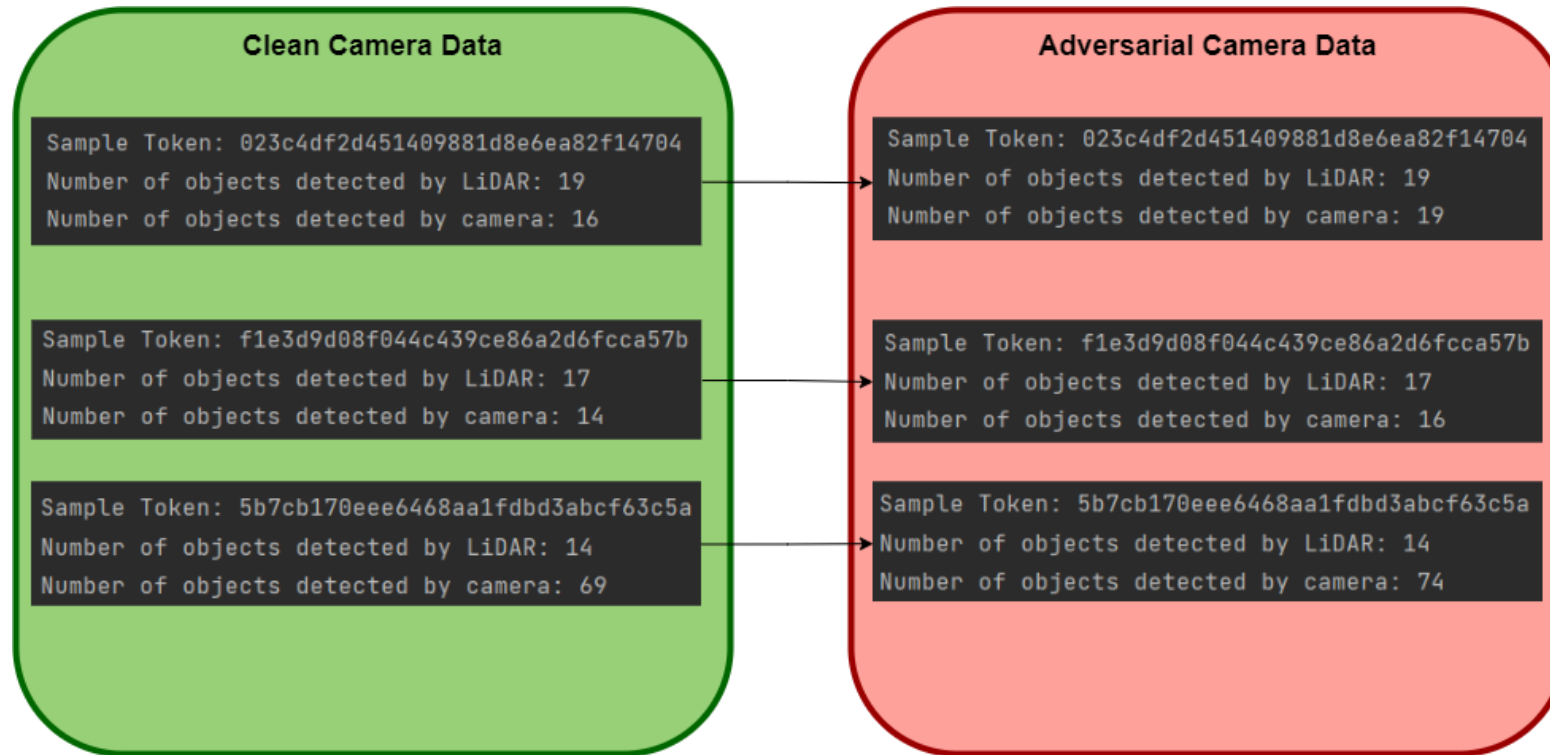 Clean Camera Data
Sample Token: 023c4df2d451409881d8e6ea82f14704
Number of objects detected by LiDAR: 19
Number of objects detected by camera: 16
Sample Token: f1e3d9d08f044c439ce86a2d6fcca57b
Number of objects detected by LiDAR: 17
Number of objects detected by camera: 14
Sample Token: 5b7cb170eee6468aa1fdbd3abcf63c5a
Number of objects detected by LiDAR: 14
Number of objects detected by camera: 69
Adversarial Camera Data
Sample Token: 023c4df2d451409881d8e6ea82f14704
Number of objects detected by LiDAR: 19
Number of objects detected by camera: 19
Sample Token: f1e3d9d08f044c439ce86a2d6fcca57b
Number of objects detected by LiDAR: 17
Number of objects detected by camera: 16
Sample Token: 5b7cb170eee6468aa1fdbd3abcf63c5a
Number of objects detected by LiDAR: 14
Number of objects detected by camera: 74